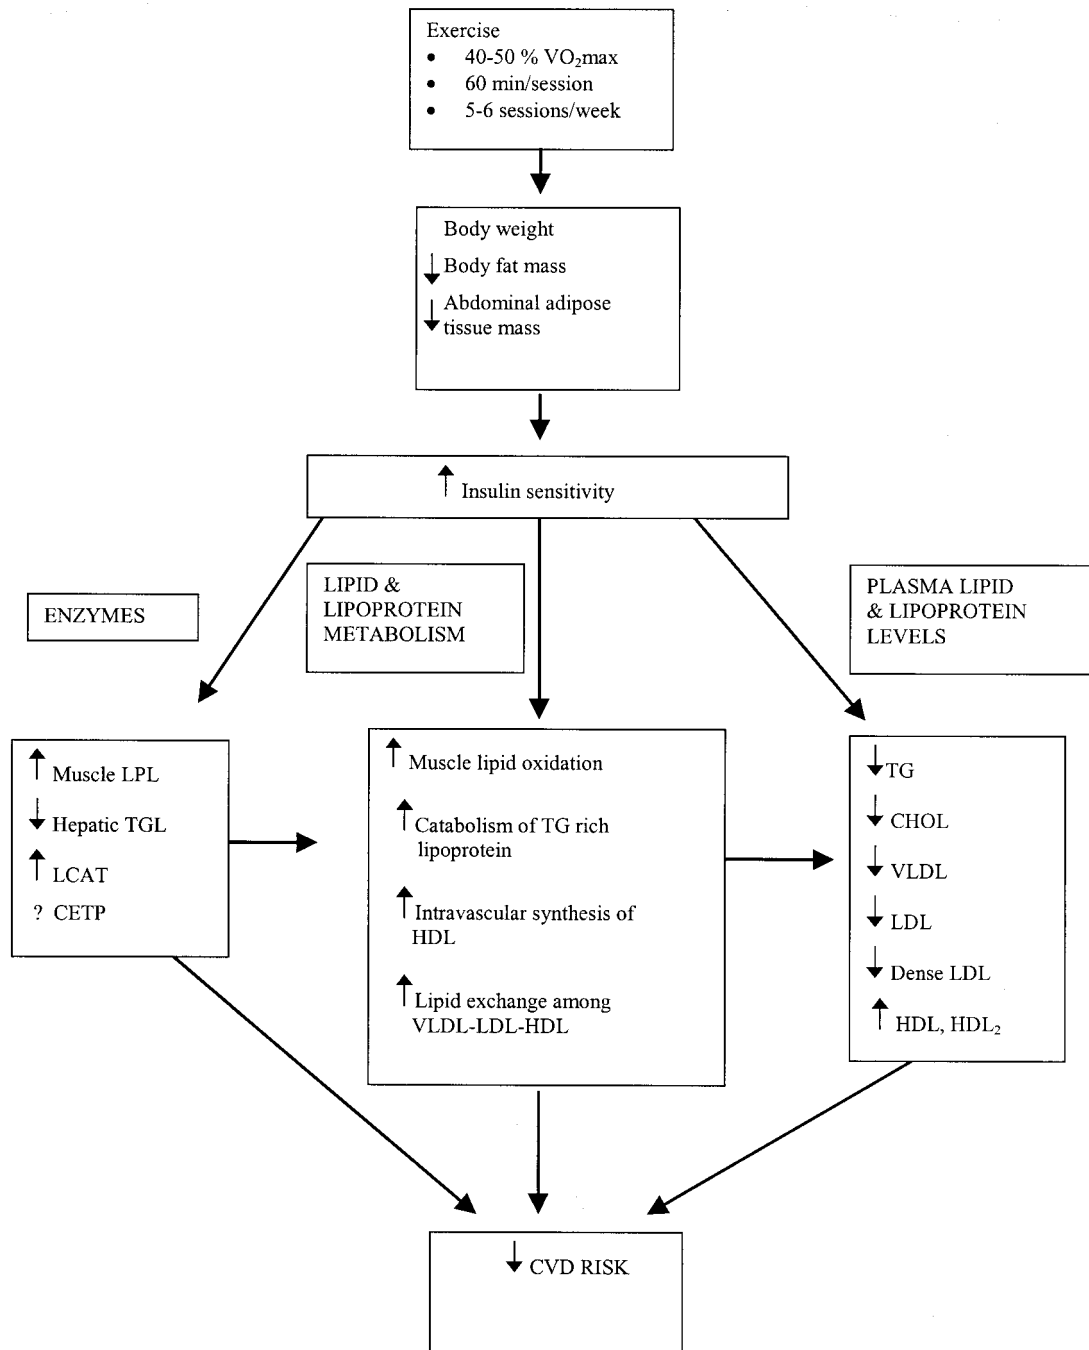 Exercise
• 40-50 % VO₂max
• 60 min/session
• 5-6 sessions/week
Body weight
↓ Body fat mass
↓ Abdominal adipose
tissue mass
↑ Insulin sensitivity
ENZYMES
LIPID &
LIPOPROTEIN
METABOLISM
PLASMA LIPID
& LIPOPROTEIN
LEVELS
↑ Muscle LPL
↓ Hepatic TGL
↑ LCAT
? CETP
↑ Muscle lipid oxidation
↑ Catabolism of TG rich
lipoprotein
↑ Intravascular synthesis of
HDL
↑ Lipid exchange among
VLDL-LDL-HDL
↓ TG
↓ CHOL
↓ VLDL
↓ LDL
↓ Dense LDL
↑ HDL, HDL₂
↓ CVD RISK